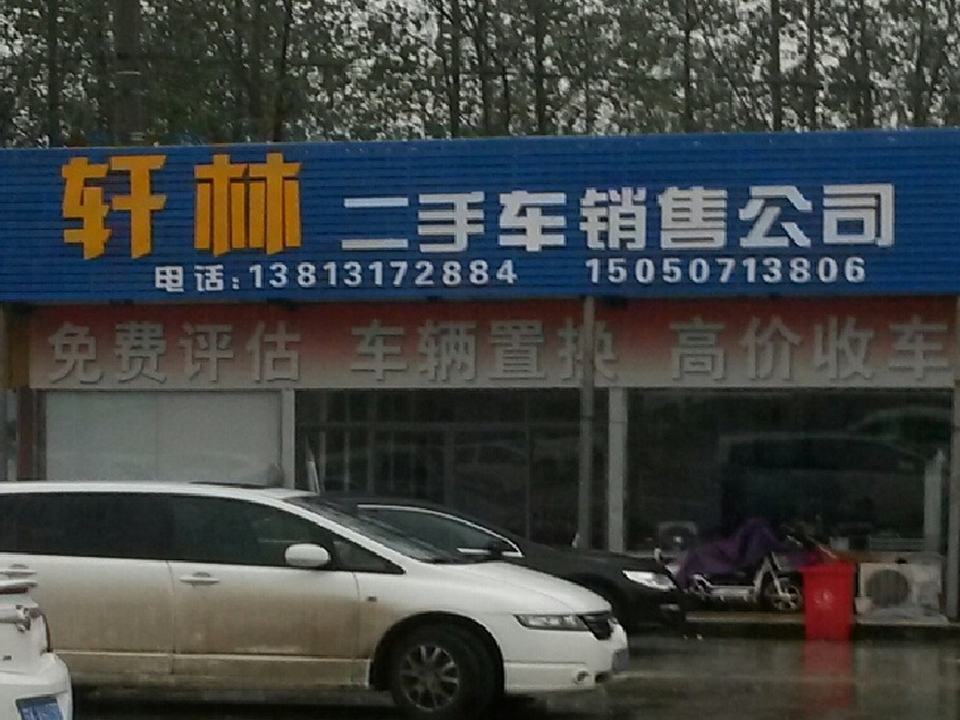 轩林 二手车销售公司
电话:13813172884 15050713806
免费评估 车辆置换 高价收车